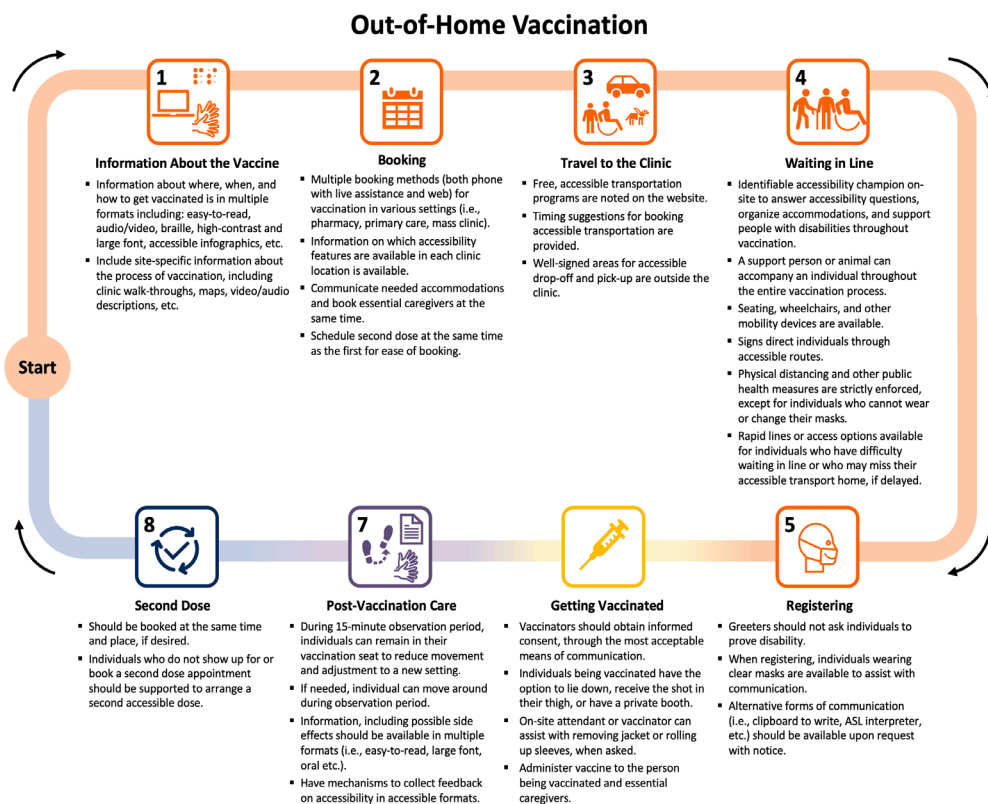 Out-of-Home Vaccination
Start
1
Information About the Vaccine
▪ Information about where, when, and
how to get vaccinated is in multiple
formats including: easy-to-read,
audio/video, braille, high-contrast and
large font, accessible infographics, etc.
▪ Include site-specific information about
the process of vaccination, including
clinic walk-throughs, maps, video/audio
descriptions, etc.
2
Booking
▪ Multiple booking methods (both phone
with live assistance and web) for
vaccination in various settings (i.e.,
pharmacy, primary care, mass clinic).
▪ Information on which accessibility
features are available in each clinic
location is available.
▪ Communicate needed accommodations
and book essential caregivers at the
same time.
▪ Schedule second dose at the same time
as the first for ease of booking.
3
Travel to the Clinic
▪ Free, accessible transportation
programs are noted on the website.
▪ Timing suggestions for booking
accessible transportation are
provided.
▪ Well-signed areas for accessible
drop-off and pick-up are outside the
clinic.
4
Waiting in Line
▪ Identifiable accessibility champion on-
site to answer accessibility questions,
organize accommodations, and support
people with disabilities throughout
vaccination.
▪ A support person or animal can
accompany an individual throughout
the entire vaccination process.
▪ Seating, wheelchairs, and other
mobility devices are available.
▪ Signs direct individuals through
accessible routes.
▪ Physical distancing and other public
health measures are strictly enforced,
except for individuals who cannot wear
or change their masks.
▪ Rapid lines or access options available
for individuals who have difficulty
waiting in line or who may miss their
accessible transport home, if delayed.
8
Second Dose
▪ Should be booked at the same time
and place, if desired.
▪ Individuals who do not show up for or
book a second dose appointment
should be supported to arrange a
second accessible dose.
7
Post-Vaccination Care
▪ During 15-minute observation period,
individuals can remain in their
vaccination seat to reduce movement
and adjustment to a new setting.
▪ If needed, individual can move around
during observation period.
▪ Information, including possible side
effects should be available in multiple
formats (i.e., easy-to-read, large font,
oral etc.).
▪ Have mechanisms to collect feedback
on accessibility in accessible formats.
Getting Vaccinated
▪ Vaccinators should obtain informed
consent, through the most acceptable
means of communication.
▪ Individuals being vaccinated have the
option to lie down, receive the shot in
their thigh, or have a private booth.
▪ On-site attendant or vaccinator can
assist with removing jacket or rolling
up sleeves, when asked.
▪ Administer vaccine to the person
being vaccinated and essential
caregivers.
5
Registering
▪ Greeters should not ask individuals to
prove disability.
▪ When registering, individuals wearing
clear masks are available to assist with
communication.
▪ Alternative forms of communication
(i.e., clipboard to write, ASL interpreter,
etc.) should be available upon request
with notice.